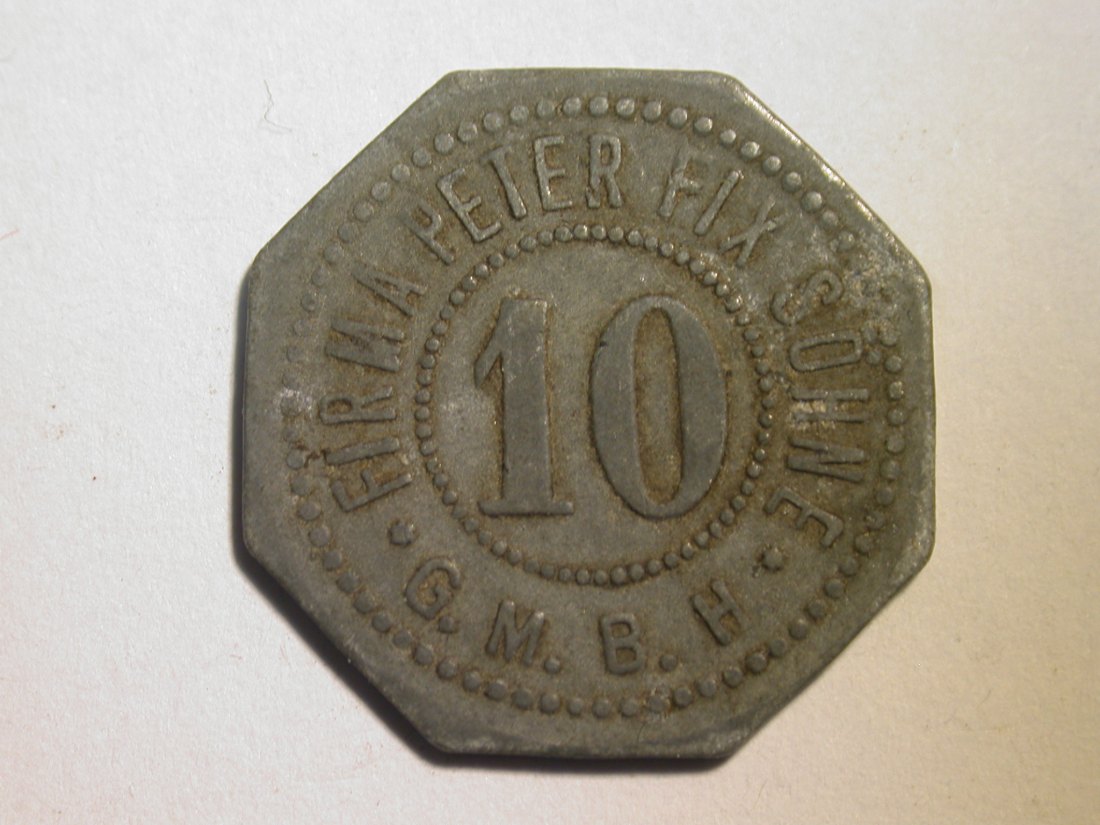 FIRMA PETER FIX SÖHNE
10
G. M. B. H